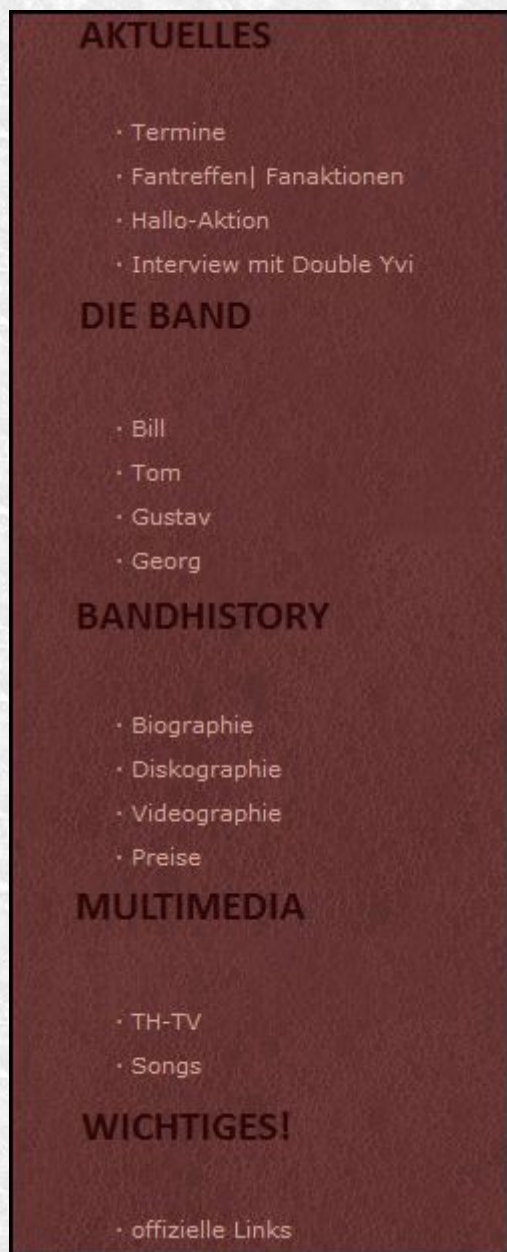 AKTUELLES
· Termine
· Fantreffen| Fanaktionen
· Hallo-Aktion
· Interview mit Double Yvi
DIE BAND
· Bill
· Tom
· Gustav
· Georg
BANDHISTORY
· Biographie
· Diskographie
· Videographie
· Preise
MULTIMEDIA
· TH-TV
· Songs
WICHTIGES!
· offizielle Links